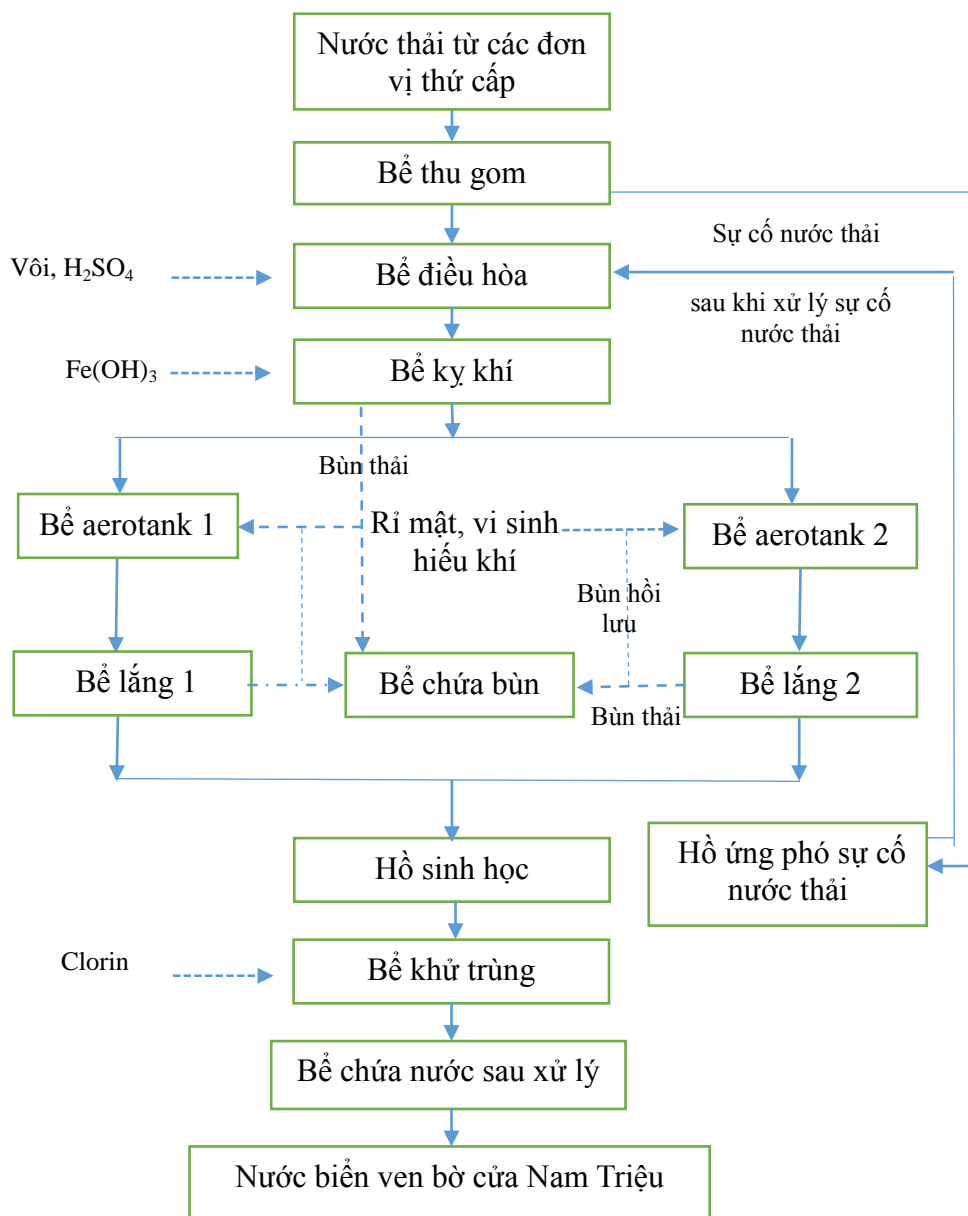 Nước thải từ các đơn
vị thứ cấp
Bể thu gom
Sự cố nước thải
Vôi, H₂SO₄
Bể điều hòa
sau khi xử lý sự cố
nước thải
Fe(OH)₃
Bể kỵ khí
Bùn thải
Bể aerotank 1
Rỉ mật, vi sinh
hiếu khí
Bể aerotank 2
Bùn hồi
lưu
Bể lắng 1
Bể chứa bùn
Bể lắng 2
Bùn thải
Hồ sinh học
Hồ ứng phó sự cố
nước thải
Clorin
Bể khử trùng
Bể chứa nước sau xử lý
Nước biển ven bờ cửa Nam Triệu